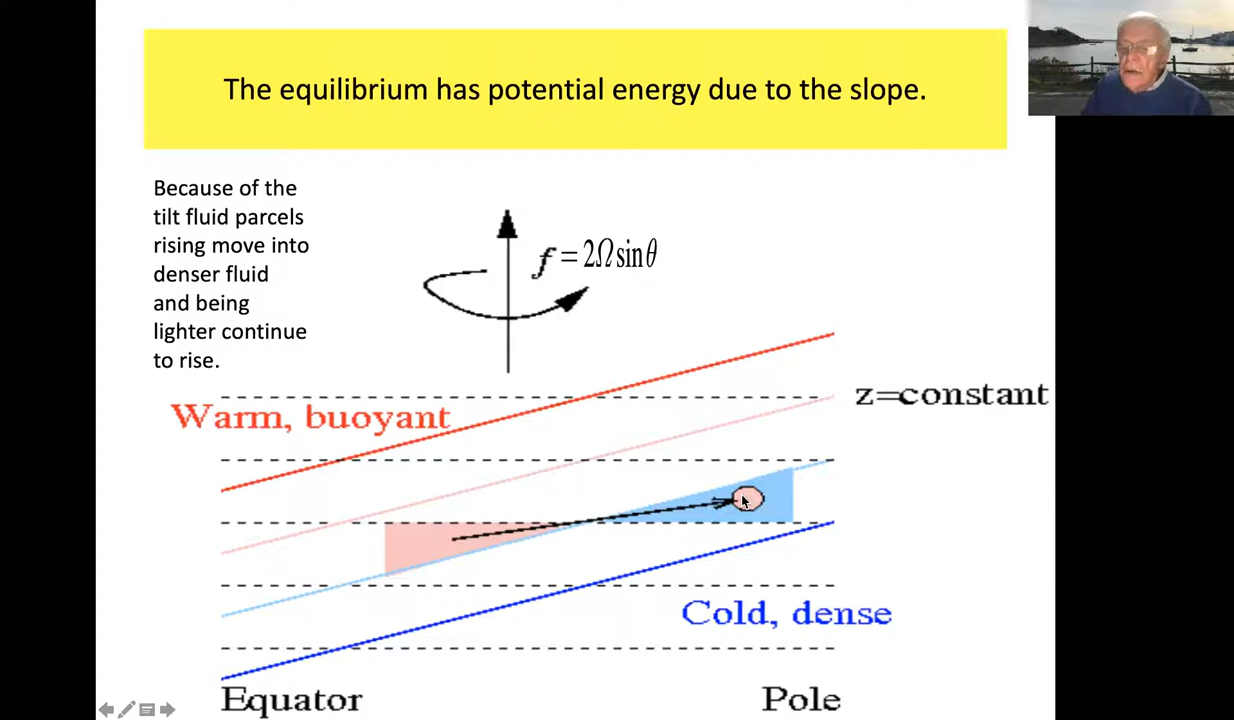 The equilibrium has potential energy due to the slope.
Because of the
tilt fluid parcels
rising move into
denser fluid
and being
lighter continue
to rise.
f = 2Ω sin θ
z=constant
Warm, buoyant
Cold, dense
Equator
Pole